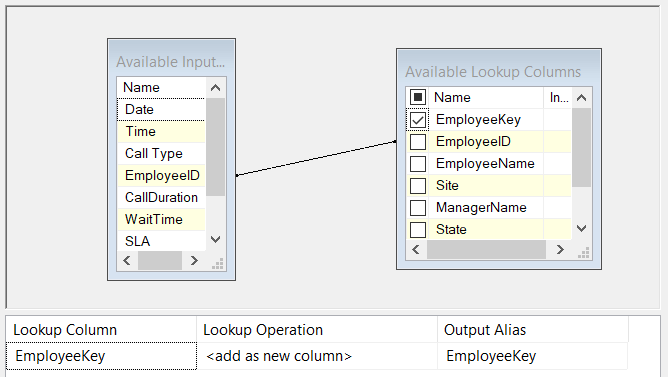 Available Input...
Name
Date
Time
Call Type
EmployeeID
CallDuration
WaitTime
SLA
Available Lookup Columns
Name In...
EmployeeKey
EmployeeID
EmployeeName
Site
ManagerName
State
Lookup Column Lookup Operation Output Alias
EmployeeKey <add as new column> EmployeeKey